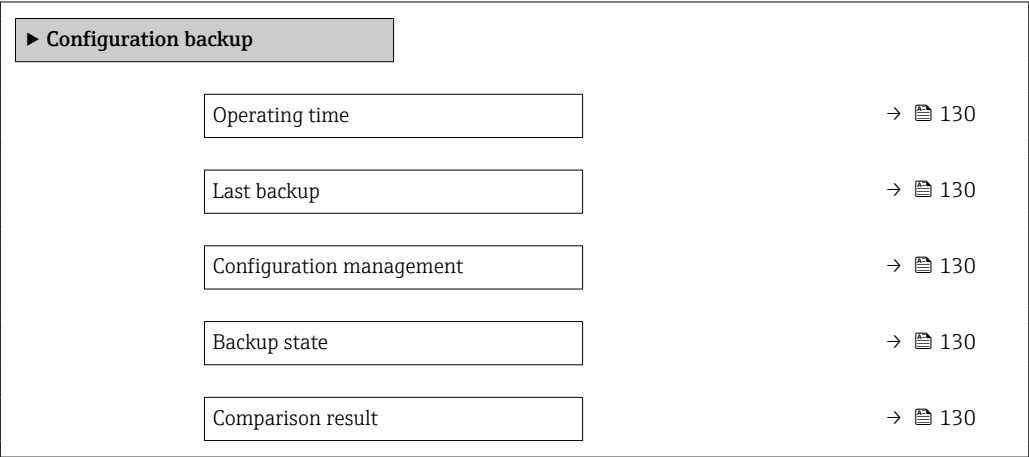 ▶ Configuration backup
Operating time → 🖹 130
Last backup → 🖹 130
Configuration management → 🖹 130
Backup state → 🖹 130
Comparison result → 🖹 130